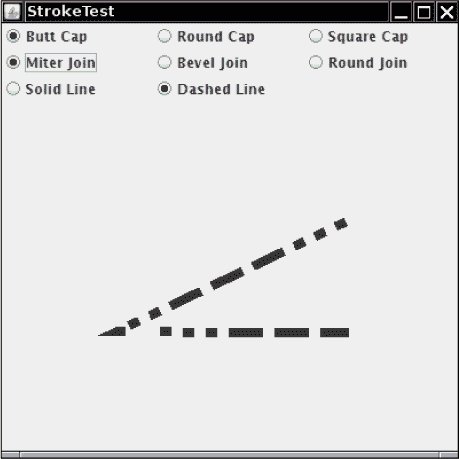 StrokeTest
Butt Cap Round Cap Square Cap
Miter Join Bevel Join Round Join
Solid Line Dashed Line